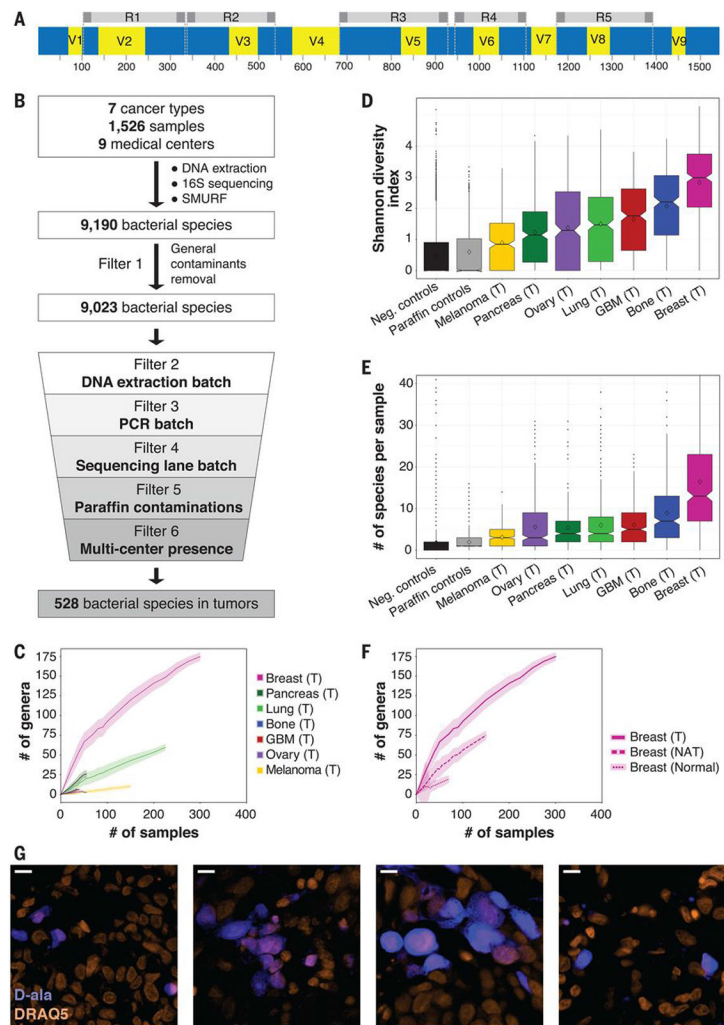 A
R1 R2 R3 R4 R5
V1 V2 V3 V4 V5 V6 V7 V8 V9
100 200 300 400 500 600 700 800 900 1000 1100 1200 1300 1400 1500
B
7 cancer types
1,526 samples
9 medical centers
● DNA extraction
● 16S sequencing
● SMURF
9,190 bacterial species
Filter 1
General
contaminants
removal
9,023 bacterial species
Filter 2
DNA extraction batch
Filter 3
PCR batch
Filter 4
Sequencing lane batch
Filter 5
Paraffin contaminations
Filter 6
Multi-center presence
528 bacterial species in tumors
D
Shannon diversity
index
4
3
2
1
0
Neg. controls
Paraffin controls
Melanoma (T)
Pancreas (T)
Ovary (T)
Lung (T)
GBM (T)
Bone (T)
Breast (T)
E
# of species per sample
40
30
20
10
0
Neg. controls
Paraffin controls
Melanoma (T)
Ovary (T)
Pancreas (T)
Lung (T)
GBM (T)
Bone (T)
Breast (T)
C
# of genera
175
150
125
100
75
50
25
0
0 100 200 300 400
# of samples
Breast (T)
Pancreas (T)
Lung (T)
Bone (T)
GBM (T)
Ovary (T)
Melanoma (T)
F
# of genera
175
150
125
100
75
50
25
0
0 100 200 300 400
# of samples
Breast (T)
Breast (NAT)
Breast (Normal)
G
D-ala
DRAQ5